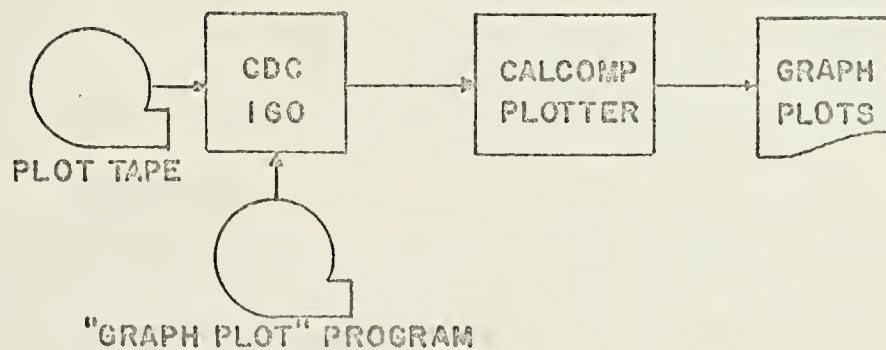 CDC
160
CALCOMP
PLOTTER
GRAPH
PLOTS
PLOT TAPE
"GRAPH PLOT" PROGRAM